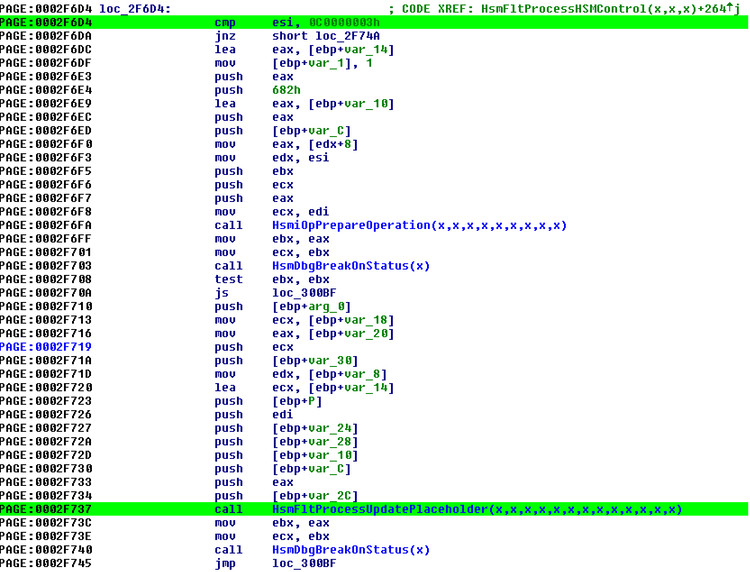 PAGE:0002F6D4 loc_2F6D4: ; CODE XREF: HsmFltProcessHSMControl(x,x,x)+264↑j
PAGE:0002F6D4 cmp esi, 0C0000003h
PAGE:0002F6DA jnz short loc_2F74A
PAGE:0002F6DC lea eax, [ebp+var_14]
PAGE:0002F6DF mov [ebp+var_1], 1
PAGE:0002F6E3 push eax
PAGE:0002F6E4 push 682h
PAGE:0002F6E9 lea eax, [ebp+var_10]
PAGE:0002F6EC push eax
PAGE:0002F6ED push [ebp+var_C]
PAGE:0002F6F0 mov eax, [edx+8]
PAGE:0002F6F3 mov edx, esi
PAGE:0002F6F5 push ebx
PAGE:0002F6F6 push ecx
PAGE:0002F6F7 push eax
PAGE:0002F6F8 mov ecx, edi
PAGE:0002F6FA call HsmiOpPrepareOperation(x,x,x,x,x,x,x,x,x)
PAGE:0002F6FF mov ebx, eax
PAGE:0002F701 mov ecx, ebx
PAGE:0002F703 call HsmDbgBreakOnStatus(x)
PAGE:0002F708 test ebx, ebx
PAGE:0002F70A js loc_300BF
PAGE:0002F710 push [ebp+arg_0]
PAGE:0002F713 mov ecx, [ebp+var_18]
PAGE:0002F716 mov eax, [ebp+var_20]
PAGE:0002F719 push ecx
PAGE:0002F71A push [ebp+var_30]
PAGE:0002F71D mov edx, [ebp+var_8]
PAGE:0002F720 lea ecx, [ebp+var_14]
PAGE:0002F723 push [ebp+P]
PAGE:0002F726 push edi
PAGE:0002F727 push [ebp+var_24]
PAGE:0002F72A push [ebp+var_28]
PAGE:0002F72D push [ebp+var_10]
PAGE:0002F730 push [ebp+var_C]
PAGE:0002F733 push eax
PAGE:0002F734 push [ebp+var_2C]
PAGE:0002F737 call HsmFltProcessUpdatePlaceholder(x,x,x,x,x,x,x,x,x,x,x,x,x)
PAGE:0002F73C mov ebx, eax
PAGE:0002F73E mov ecx, ebx
PAGE:0002F740 call HsmDbgBreakOnStatus(x)
PAGE:0002F745 jmp loc_300BF